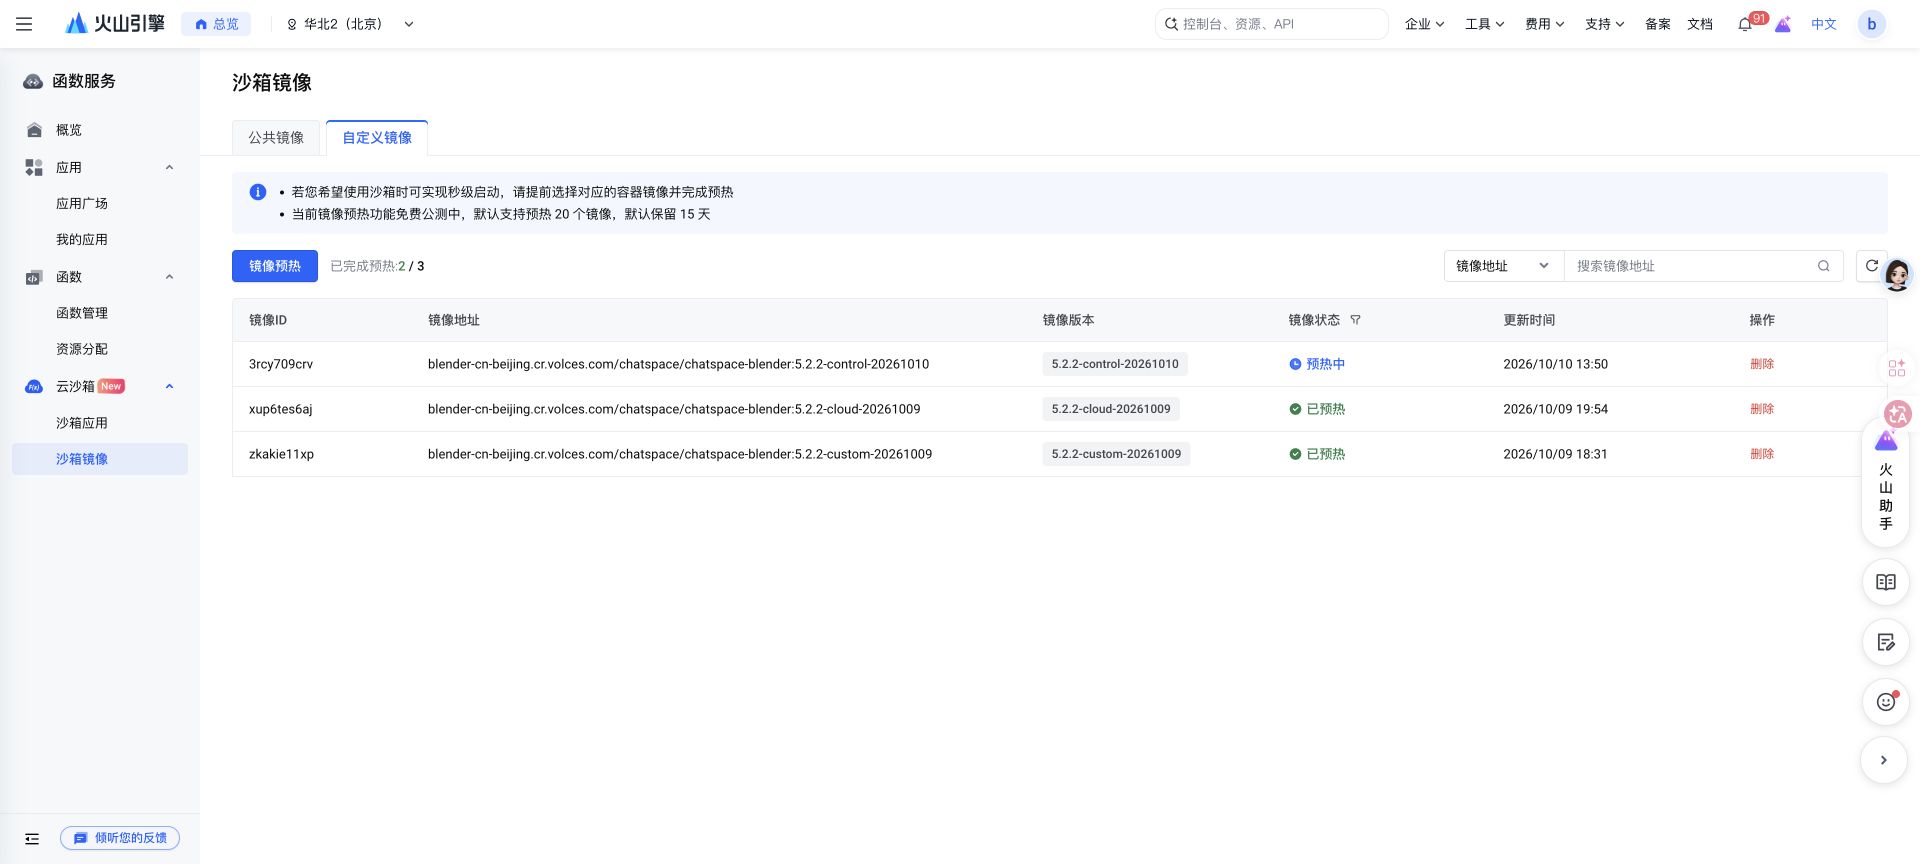 火山引擎
总览
华北2（北京）
控制台、资源、API
企业
工具
费用
支持
备案
文档
91
中文
b
函数服务
概览
应用
应用广场
我的应用
函数
函数管理
资源分配
云沙箱 New
沙箱应用
沙箱镜像
倾听您的反馈
沙箱镜像
公共镜像
自定义镜像
• 若您希望使用沙箱时可实现秒级启动，请提前选择对应的容器镜像并完成预热
• 当前镜像预热功能免费公测中，默认支持预热 20 个镜像，默认保留 15 天
镜像预热
已完成预热:2 / 3
镜像地址
搜索镜像地址
镜像ID 镜像地址 镜像版本 镜像状态 更新时间 操作
3rcy709crv blender-cn-beijing.cr.volces.com/chatspace/chatspace-blender:5.2.2-control-20261010 5.2.2-control-20261010 预热中 2026/10/10 13:50 删除
xup6tes6aj blender-cn-beijing.cr.volces.com/chatspace/chatspace-blender:5.2.2-cloud-20261009 5.2.2-cloud-20261009 已预热 2026/10/09 19:54 删除
zkakie11xp blender-cn-beijing.cr.volces.com/chatspace/chatspace-blender:5.2.2-custom-20261009 5.2.2-custom-20261009 已预热 2026/10/09 18:31 删除
火山助手